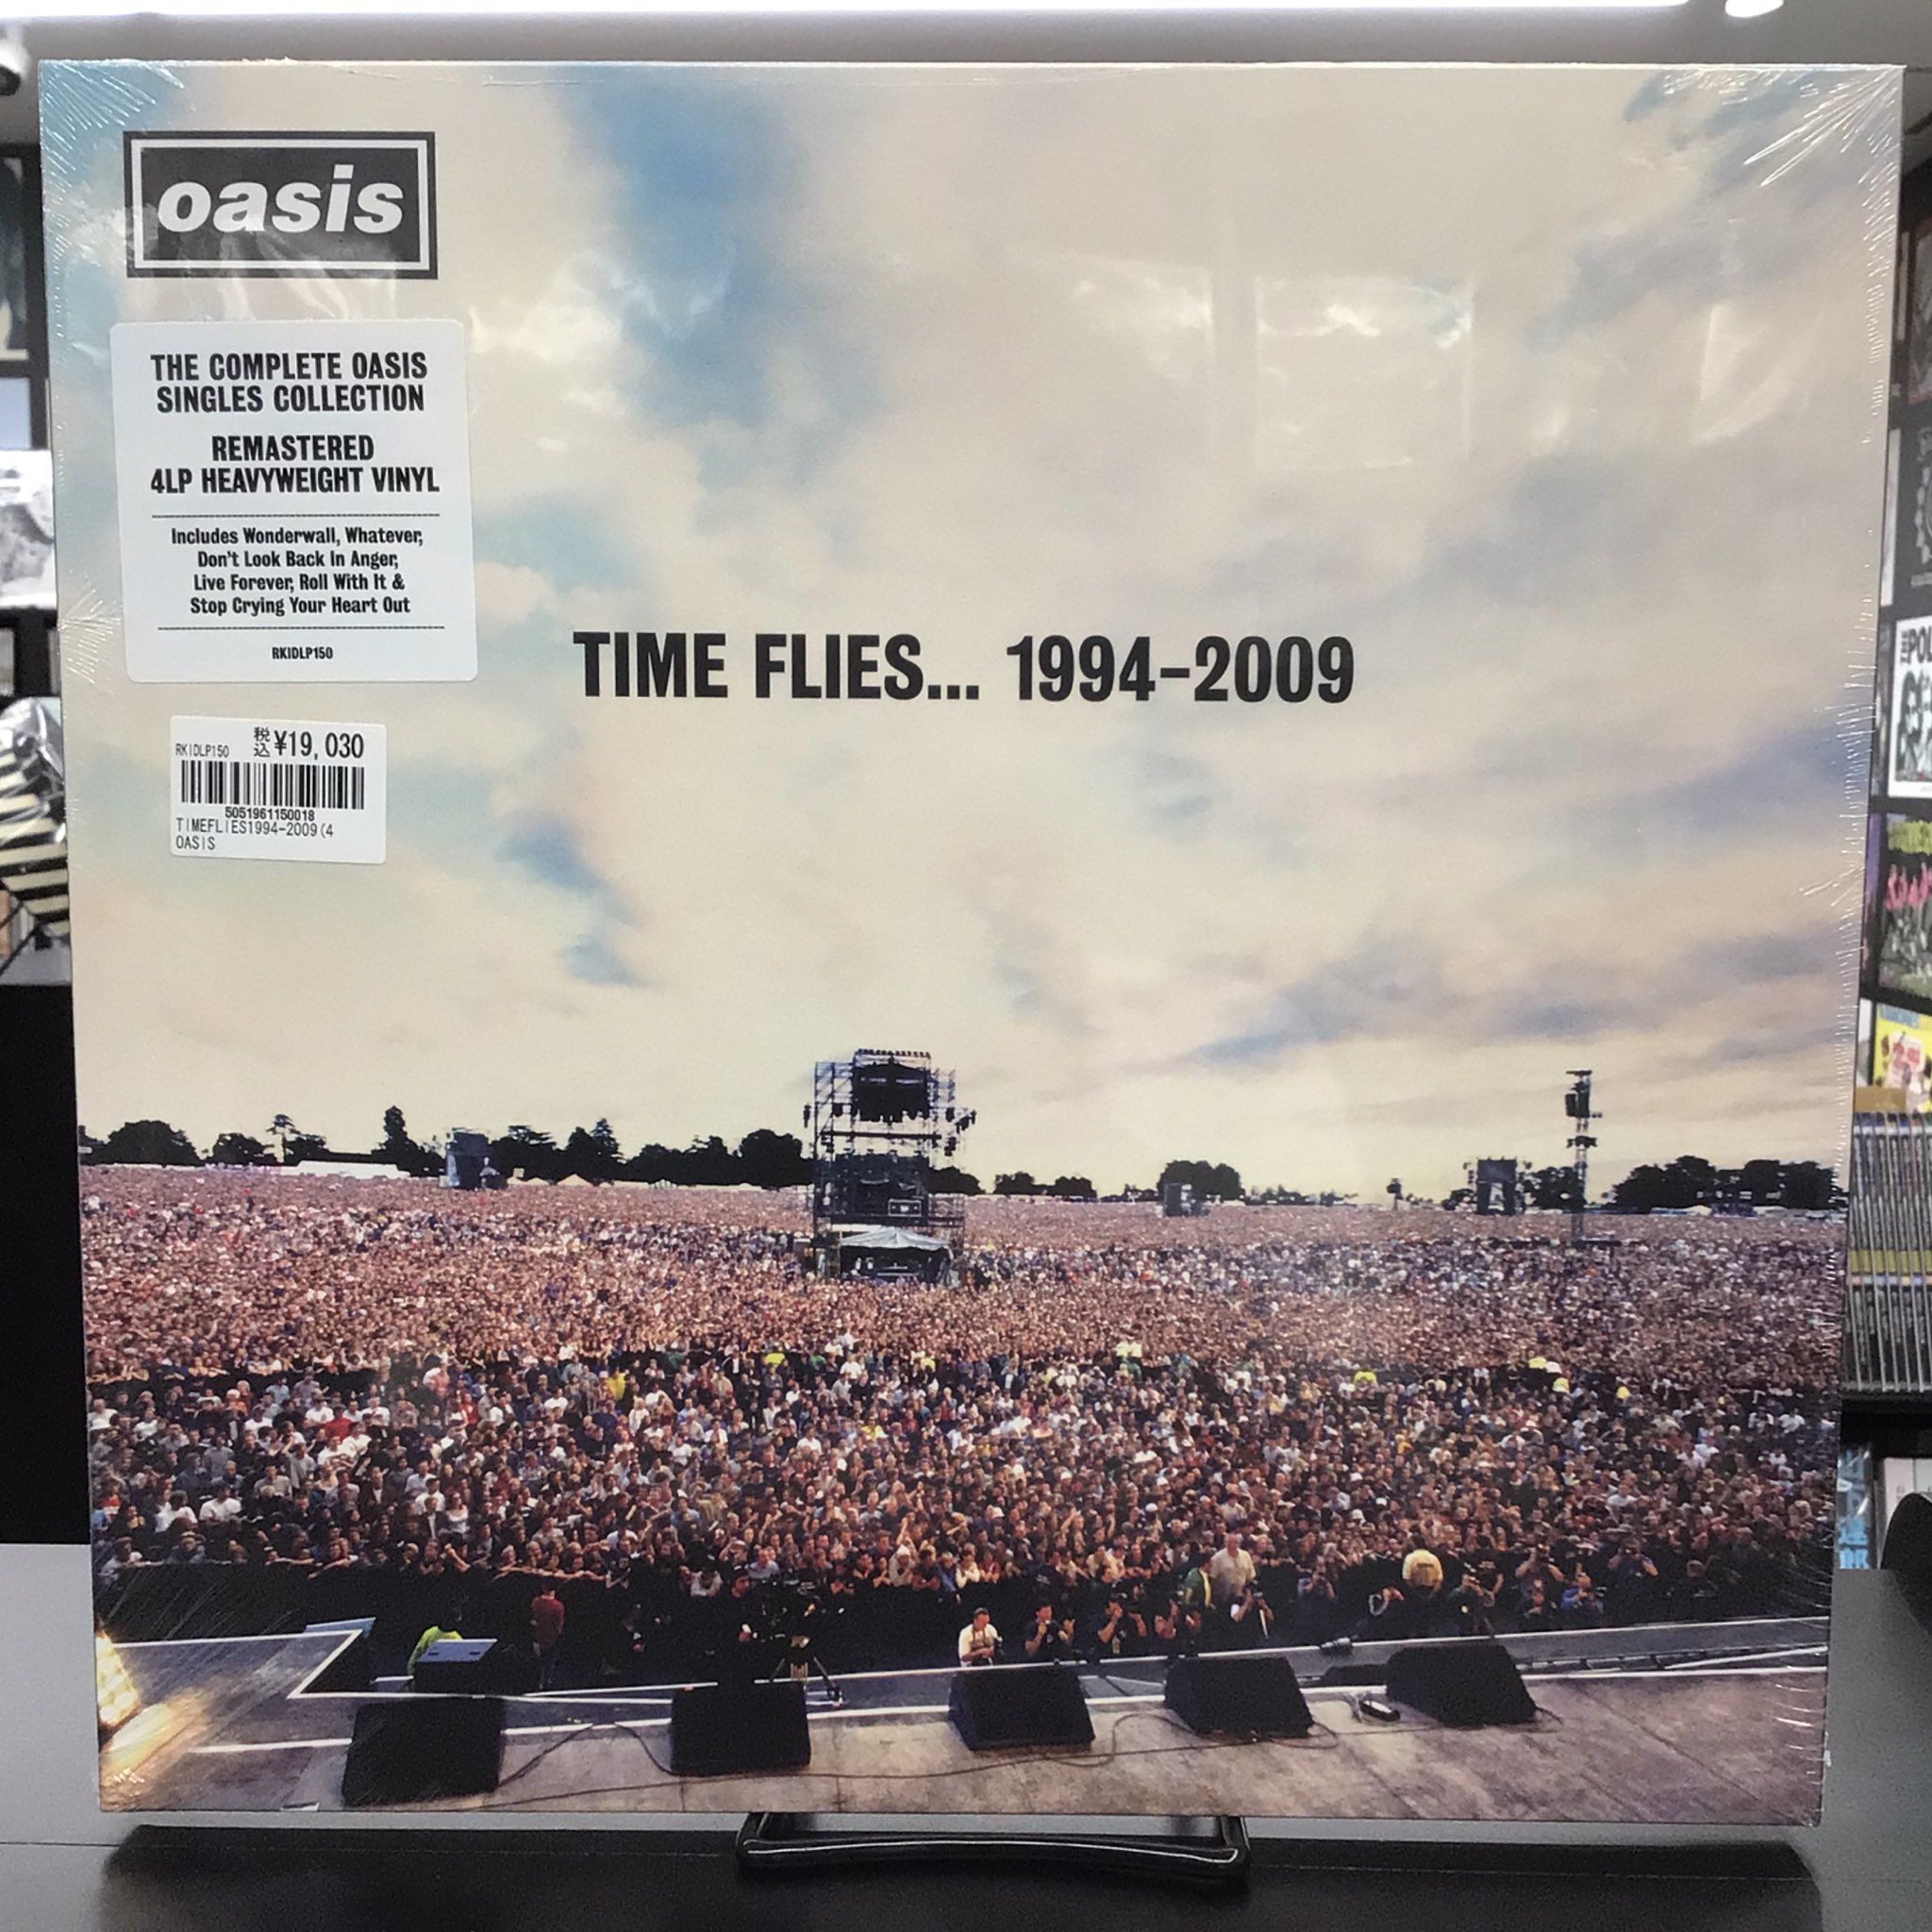 oasis
THE COMPLETE OASIS
SINGLES COLLECTION
REMASTERED
4LP HEAVYWEIGHT VINYL
Includes Wonderwall, Whatever,
Don't Look Back In Anger,
Live Forever, Roll With It &
Stop Crying Your Heart Out
RKIDLP150
TIME FLIES... 1994-2009
RKIDLP150 税込 ¥19,030
5051961150018
TIMEFLIES1994-2009(4
OASIS